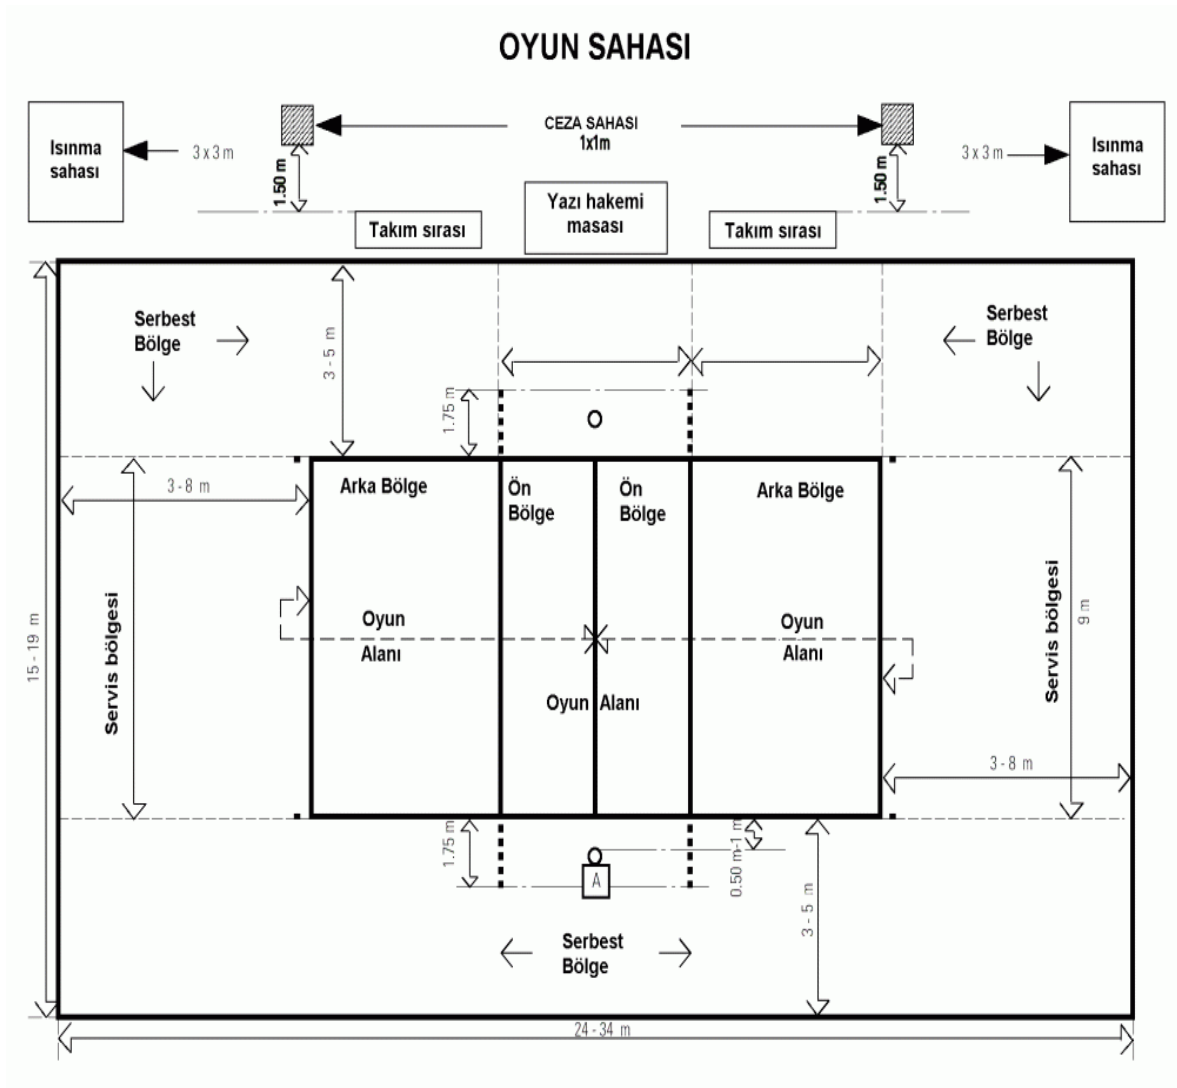 OYUN SAHASI
Isınma
sahası
3 x 3 m
CEZA SAHASI
1x1m
3 x 3 m
Isınma
sahası
1.50 m
1.50 m
Takım sırası
Yazı hakemi
masası
Takım sırası
Serbest
Bölge
3 - 5 m
Serbest
Bölge
1.75 m
3 - 8 m
Arka Bölge
Ön
Bölge
Ön
Bölge
Arka Bölge
15 - 19 m
Servis bölgesi
Oyun
Alanı
Oyun
Alanı
Servis bölgesi
9 m
Oyun Alanı
3 - 8 m
1.75 m
A
0.50 m-1 m
3 - 5 m
Serbest
Bölge
24 - 34 m